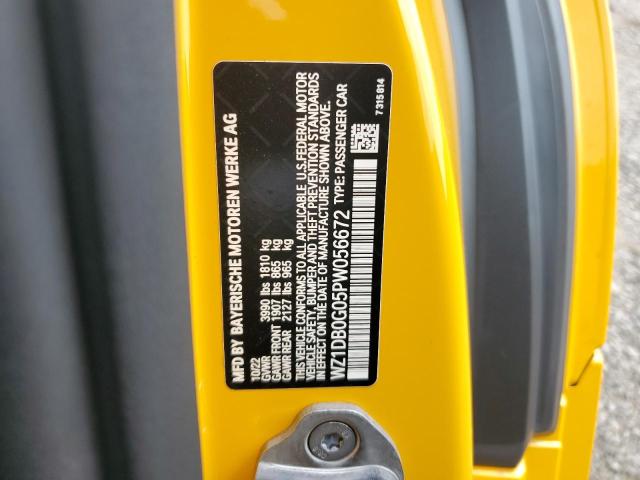 MFD BY BAYERISCHE MOTOREN WERKE AG
10/22
GVWR 3990 lbs 1810 kg
GAWR FRONT 1907 lbs 865 kg
GAWR REAR 2127 lbs 965 kg
THIS VEHICLE CONFORMS TO ALL APPLICABLE U.S.FEDERAL MOTOR
VEHICLE SAFETY, BUMPER AND THEFT PREVENTION STANDARDS
IN EFFECT ON THE DATE OF MANUFACTURE SHOWN ABOVE.
WZ1DB0G05PW056672 TYPE: PASSENGER CAR
7 315 814